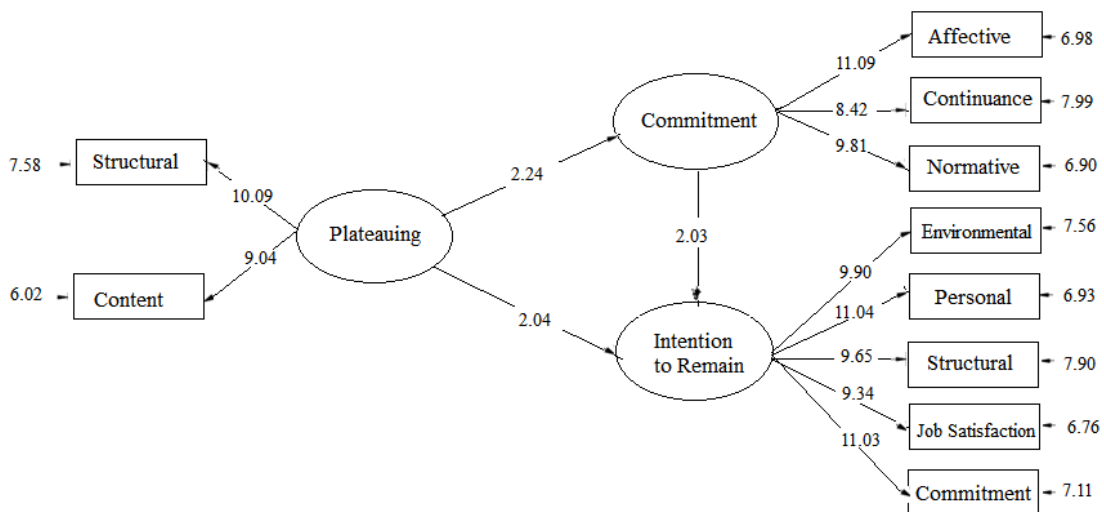 Affective
6.98
11.09
Continuance
7.99
Commitment
8.42
9.81
Normative
6.90
7.58
Structural
2.24
10.09
Plateauing
9.04
2.03
Environmental
7.56
9.90
6.02
Content
Personal
6.93
11.04
2.04
Intention
to Remain
9.65
Structural
7.90
9.34
Job Satisfaction
6.76
11.03
Commitment
7.11